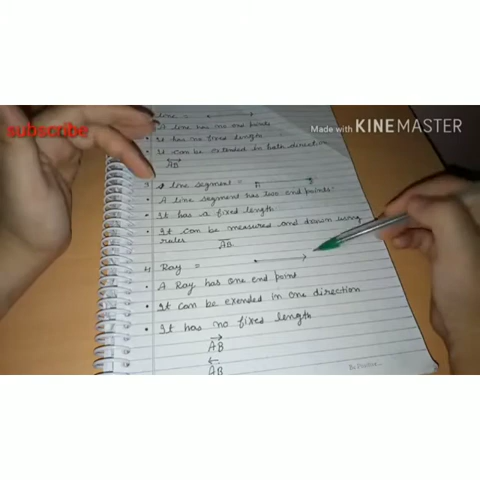 line =
subscribe
A line has no end points
Made with KINEMASTER
It has no fixed length
It can be extended in both direction
AB
3 line segment =
A line segment has two end points.
It has a fixed length
It can be measured and dawn using
ruler
AB
4 Ray =
A Ray has one end point
It can be exended in one direction
It has no fixed length
AB
AB